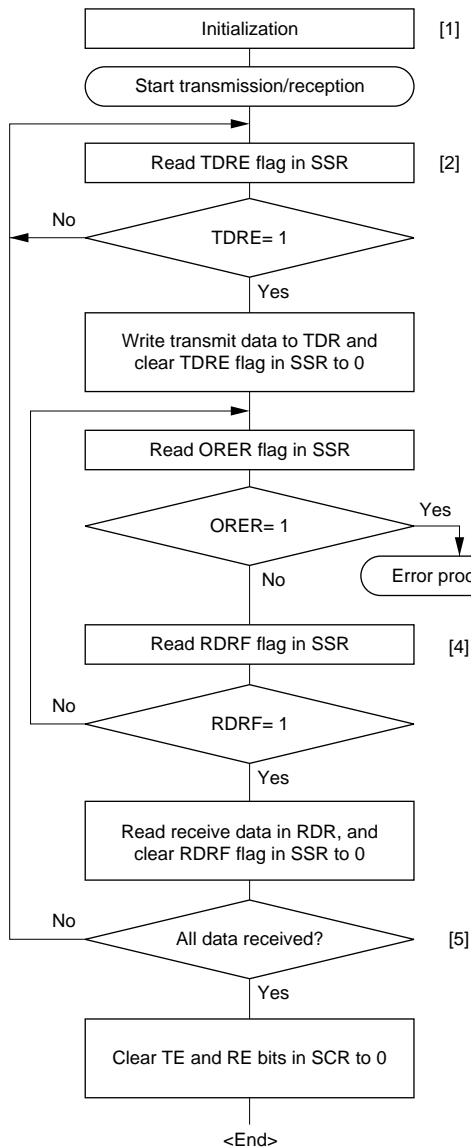 Initialization
[1]
Start transmission/reception
Read TDRE flag in SSR
[2]
No
TDRE= 1
Yes
Write transmit data to TDR and
clear TDRE flag in SSR to 0
Read ORER flag in SSR
Yes
ORER= 1
No
Error
Read RDRF flag in SSR
[4]
No
RDRF= 1
Yes
Read receive data in RDR, and
clear RDRF flag in SSR to 0
No
All data received?
[5]
Yes
Clear TE and RE bits in SCR to 0
<End>